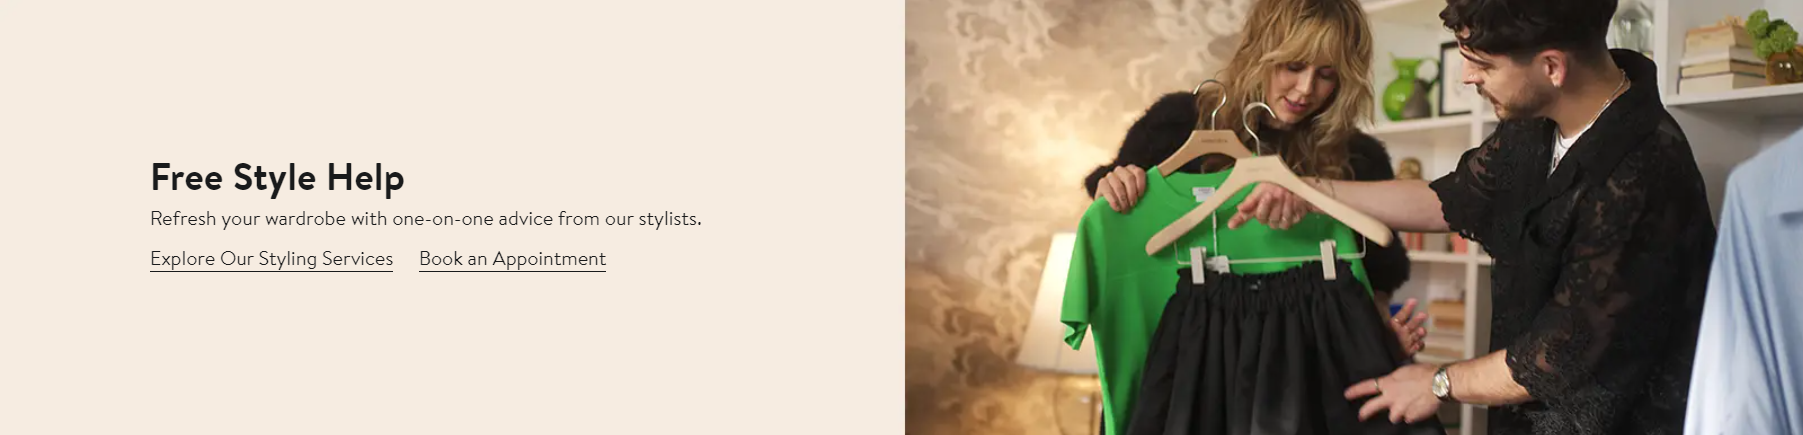 Free Style Help
Refresh your wardrobe with one-on-one advice from our stylists.
Explore Our Styling Services Book an Appointment